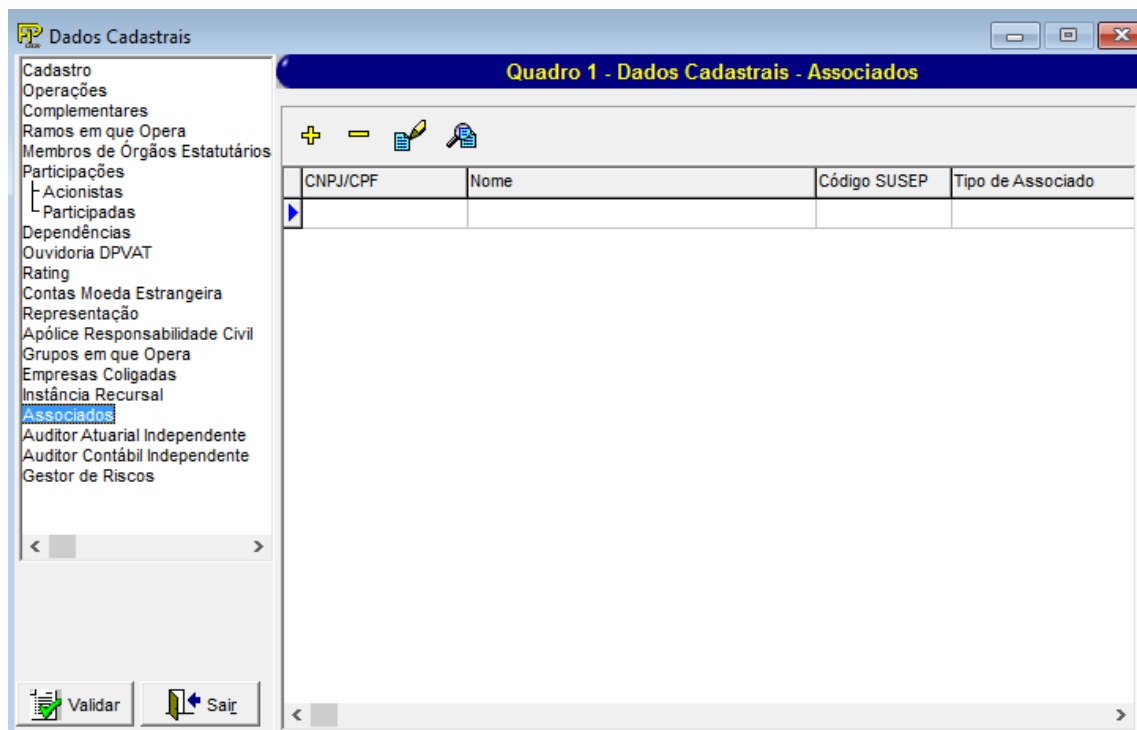 Dados Cadastrais
Cadastro
Operações
Complementares
Ramos em que Opera
Membros de Órgãos Estatutários
Participações
Acionistas
Participadas
Dependências
Ouvidoria DPVAT
Rating
Contas Moeda Estrangeira
Representação
Apólice Responsabilidade Civil
Grupos em que Opera
Empresas Coligadas
Instância Recursal
Associados
Auditor Atuarial Independente
Auditor Contábil Independente
Gestor de Riscos
Validar
Sair
Quadro 1 - Dados Cadastrais - Associados
CNPJ/CPF Nome Código SUSEP Tipo de Associado